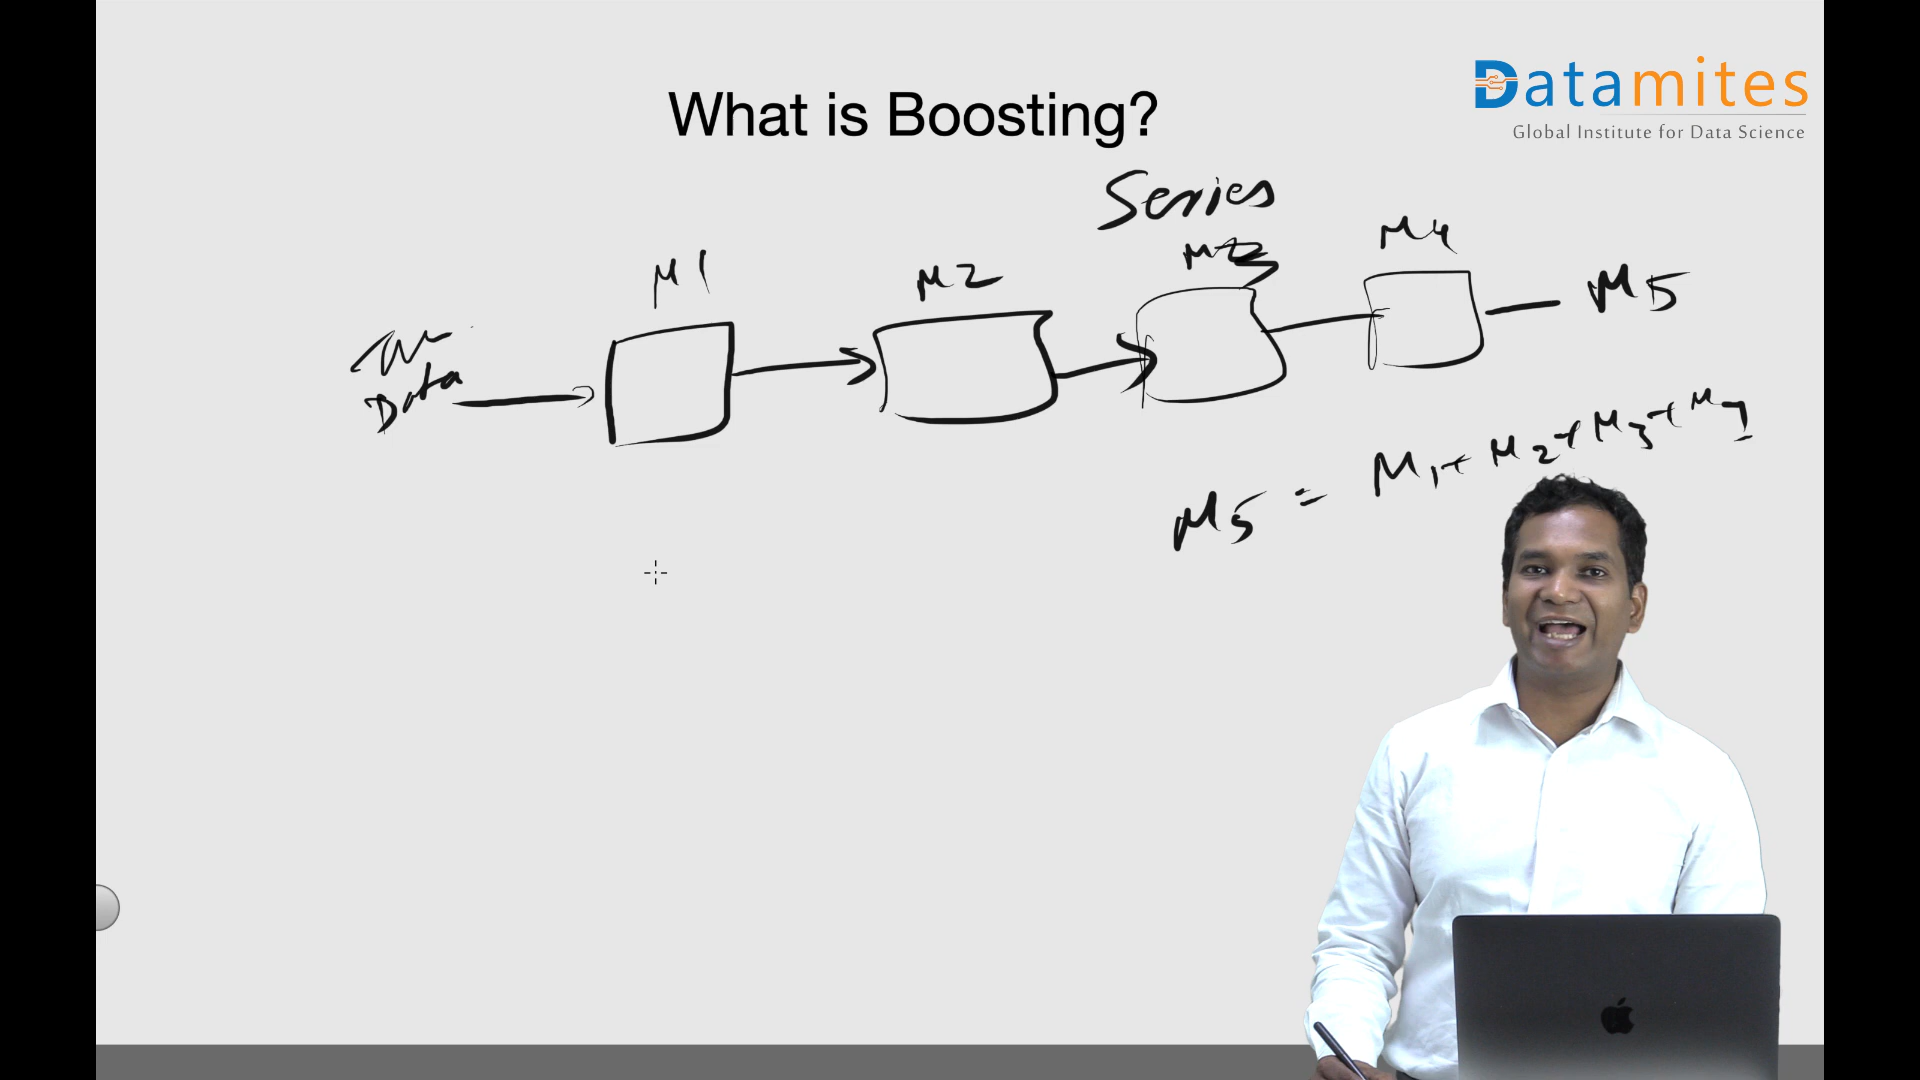 What is Boosting?
Datamites
Global Institute for Data Science
Series
M1
M2
M3
M4
M5
Data
M5 = M1 + M2 + M3 + M4